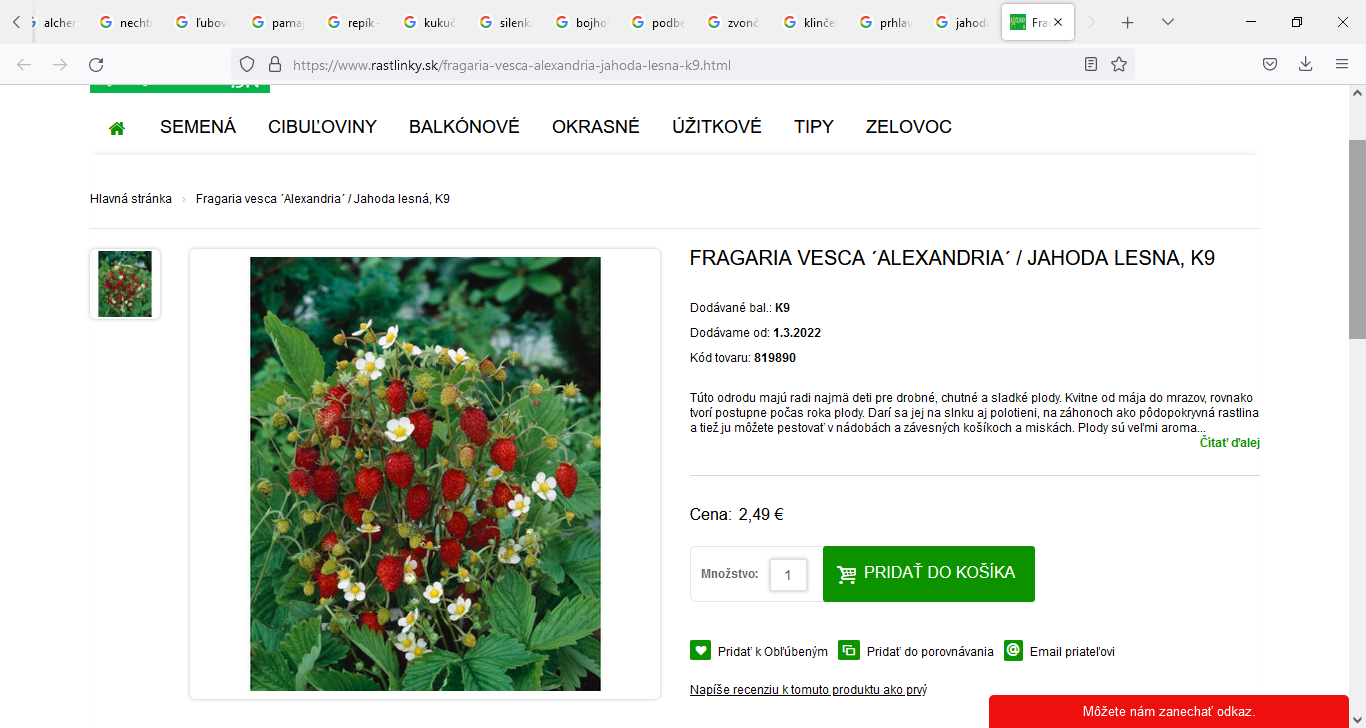 alcher
nechti
ľubov
pamaj
repík -
kukuč
silenka
bojho
podbe
zvonč
klinče
prhlav
jahoda
Fra
https://www.rastlinky.sk/fragaria-vesca-alexandria-jahoda-lesna-k9.html
SEMENÁ CIBUĽOVINY BALKÓNOVÉ OKRASNÉ ÚŽITKOVÉ TIPY ZELOVOC
Hlavná stránka › Fragaria vesca ´Alexandria´ / Jahoda lesná, K9
FRAGARIA VESCA ´ALEXANDRIA´ / JAHODA LESNA, K9
Dodávané bal.: K9
Dodávame od: 1.3.2022
Kód tovaru: 819890
Túto odrodu majú radi najmä deti pre drobné, chutné a sladké plody. Kvitne od mája do mrazov, rovnako
tvorí postupne počas roka plody. Darí sa jej na slnku aj polotieni, na záhonoch ako pôdopokryvná rastlina
a tiež ju môžete pestovať v nádobách a závesných košíkoch a miskách. Plody sú veľmi aroma...
Čítať ďalej
Cena: 2,49 €
Množstvo: 1
PRIDAŤ DO KOŠÍKA
Pridať k Obľúbeným Pridať do porovnávania Email priateľovi
Napíše recenziu k tomuto produktu ako prvý
Môžete nám zanechať odkaz.